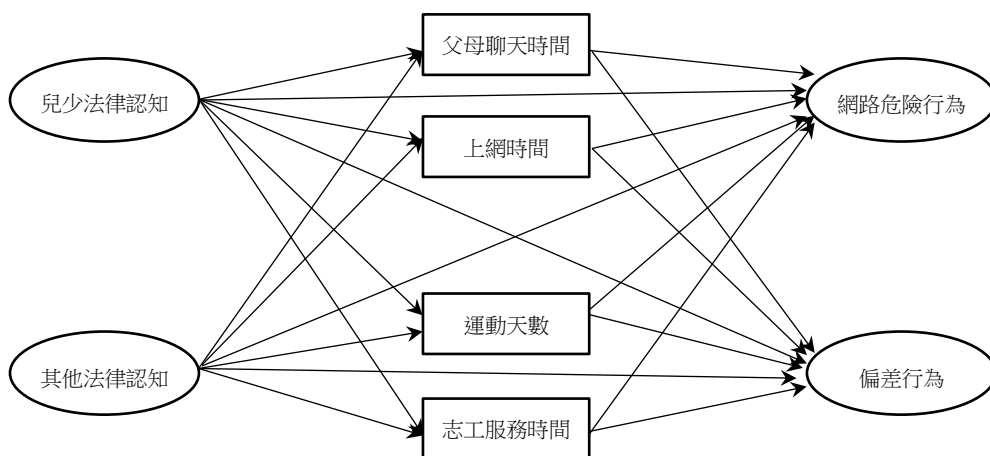 父母聊天時間
兒少法律認知
網路危險行為
上網時間
運動天數
其他法律認知
偏差行為
志工服務時間